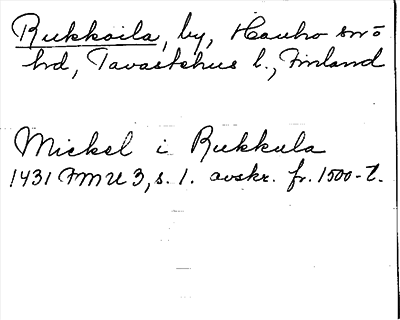 Rukkoila, by, Hauho sn o
hd, Tavastehus l., Finland
Mickel i Rukkula
1431 FMU 3, s. 1. avskr. fr. 1500-t.